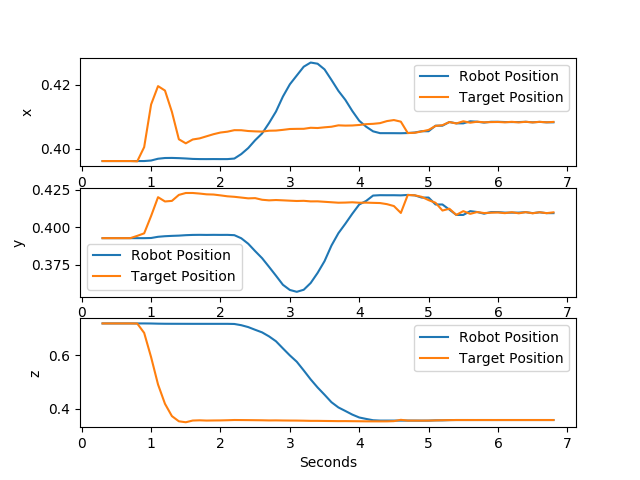 0.42
0.40
x
Robot Position
Target Position
0 1 2 3 4 5 6 7
0.425
0.400
0.375
y
Robot Position
Target Position
0 1 2 3 4 5 6 7
0.6
0.4
z
Robot Position
Target Position
0 1 2 3 4 5 6 7
Seconds